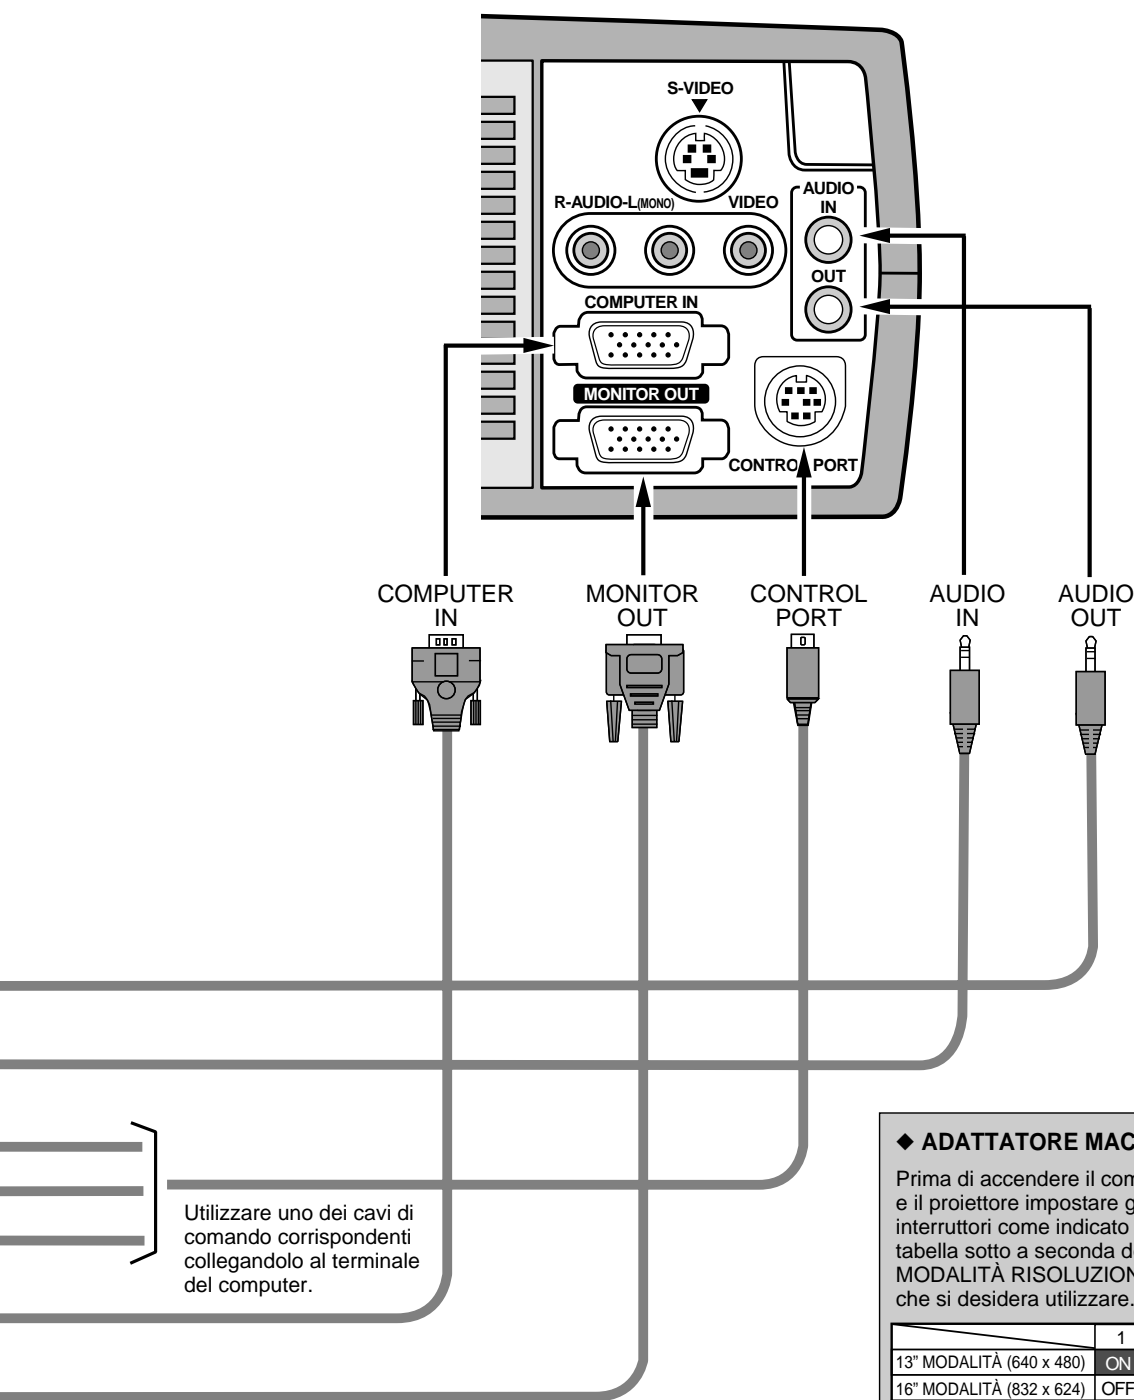 S-VIDEO
R-AUDIO-L(MONO)
VIDEO
AUDIO
IN
OUT
COMPUTER IN
MONITOR OUT
CONTROL PORT
COMPUTER
IN
MONITOR
OUT
CONTROL
PORT
AUDIO
IN
AUDIO
OUT
Utilizzare uno dei cavi di
comando corrispondenti
collegandolo al terminale
del computer.
◆ ADATTATORE MAC
Prima di accendere il com
e il proiettore impostare g
interruttori come indicato
tabella sotto a seconda de
MODALITÀ RISOLUZION
che si desidera utilizzare.
1
13" MODALITÀ (640 x 480) ON
16" MODALITÀ (832 x 624) OFF